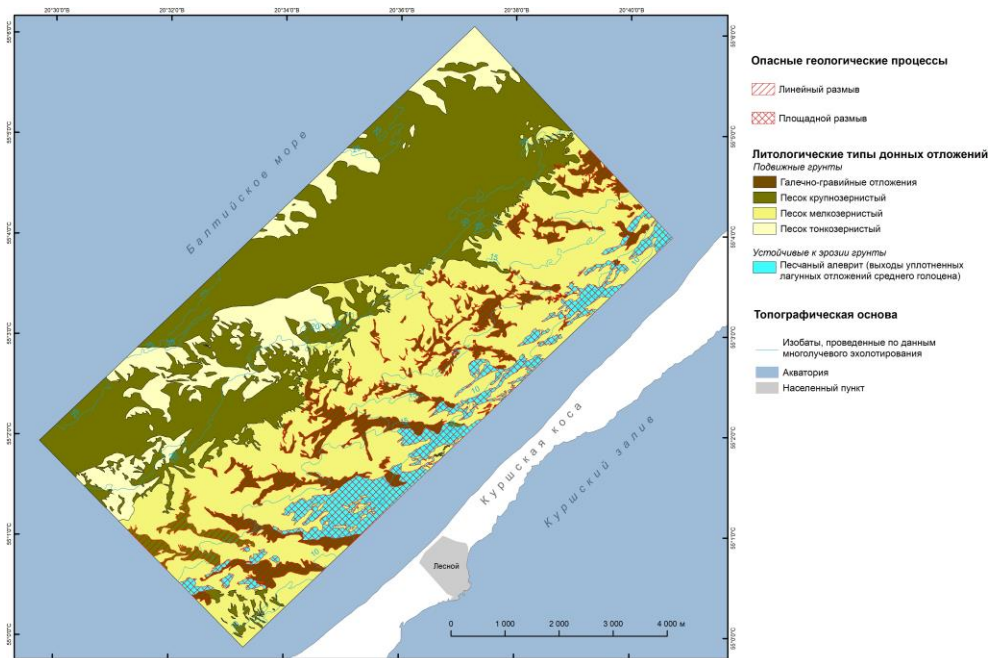 20°30'0"C 20°32'0"C 20°34'0"C 20°36'0"C 20°38'0"C 20°40'0"C
Балтийское море
15
10
Куршская коса
Куршский залив
Лесной
0 1 000 2 000 3 000 4 000 м
Опасные геологические процессы
Линейный размыв
Площадной размыв
Литологические типы донных отложений
Подвижные грунты
Галечно-гравийные отложения
Песок крупнозернистый
Песок мелкозернистый
Песок тонкозернистый
Устойчивые к эрозии грунты
Песчаный алеврит (выходы уплотненных
лагунных отложений среднего голоцена)
Топографическая основа
Изобаты, проведенные по данным
многолучевого эхолотирования
Акватория
Населенный пункт